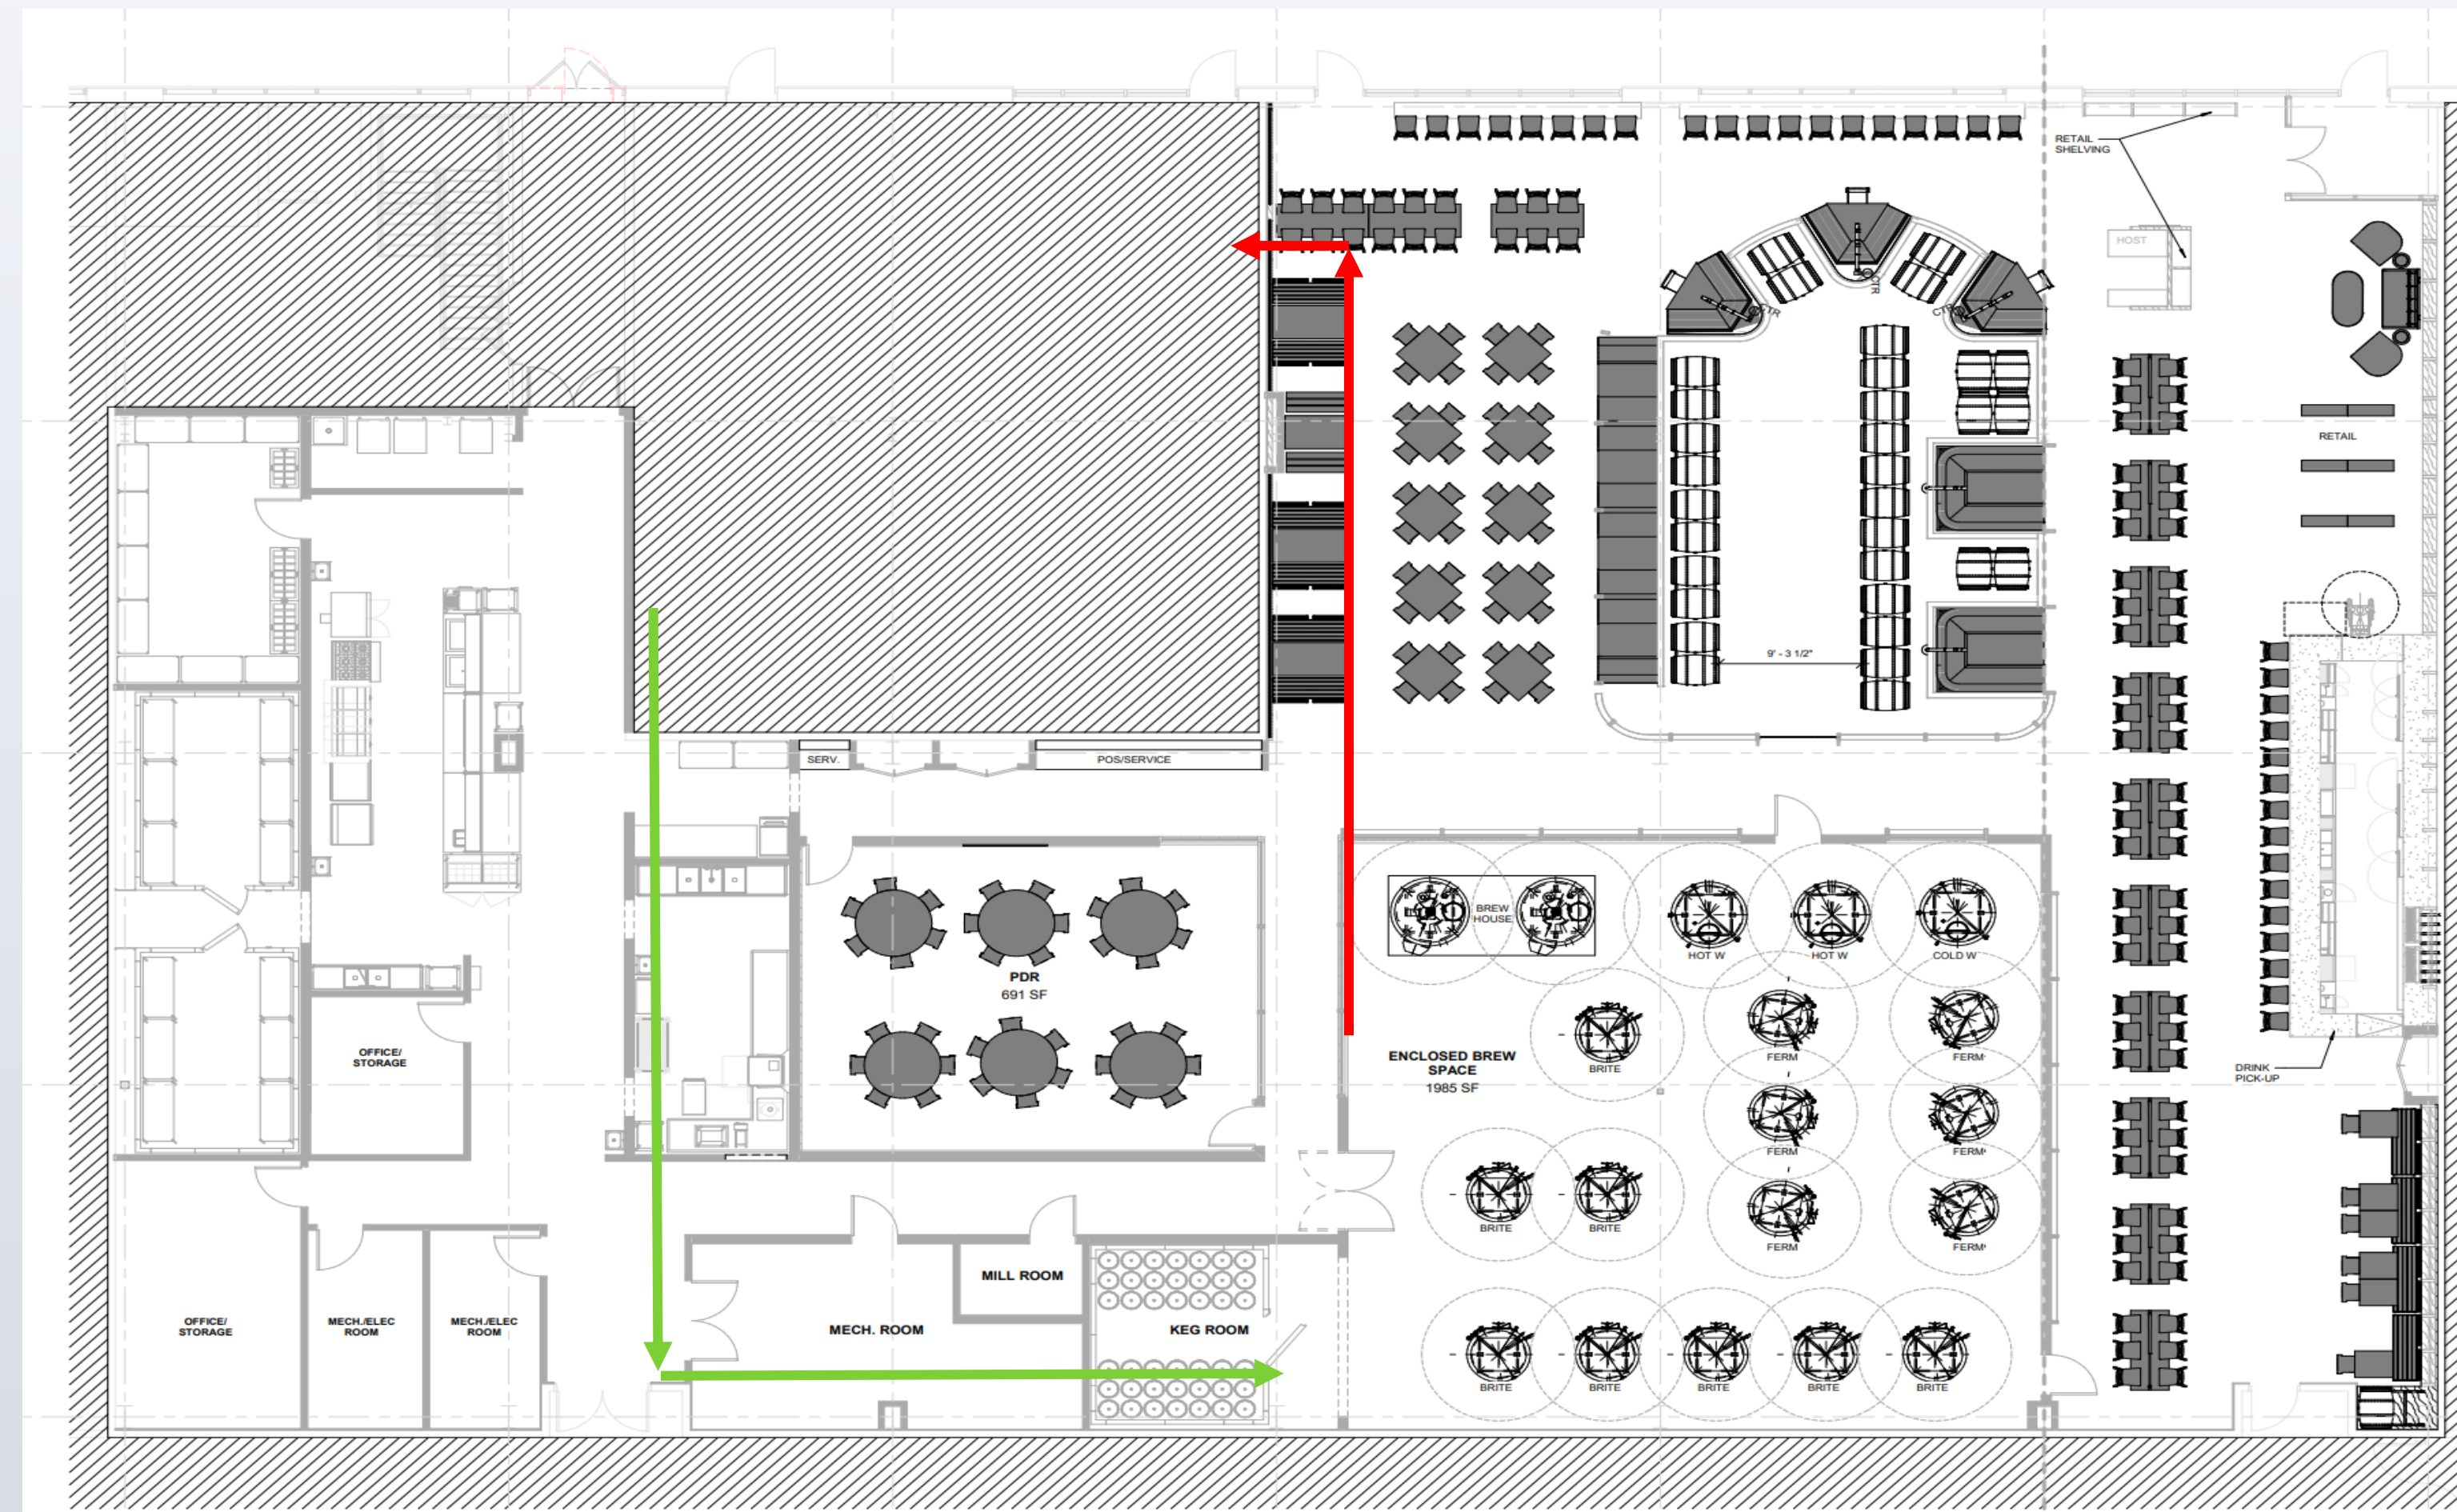 RETAIL
SHELVING
HOST
CTR
CTR
CTR
RETAIL
9' - 3 1/2"
SERV.
POS/SERVICE
BREW
HOUSE
HOT W
HOT W
COLD W
PDR
691 SF
OFFICE/
STORAGE
ENCLOSED BREW
SPACE
1985 SF
BRITE
FERM
FERM
DRINK
PICK-UP
FERM
FERM
BRITE
BRITE
FERM
FERM
MILL ROOM
OFFICE/
STORAGE
MECH./ELEC
ROOM
MECH./ELEC
ROOM
MECH. ROOM
KEG ROOM
BRITE
BRITE
BRITE
BRITE
BRITE